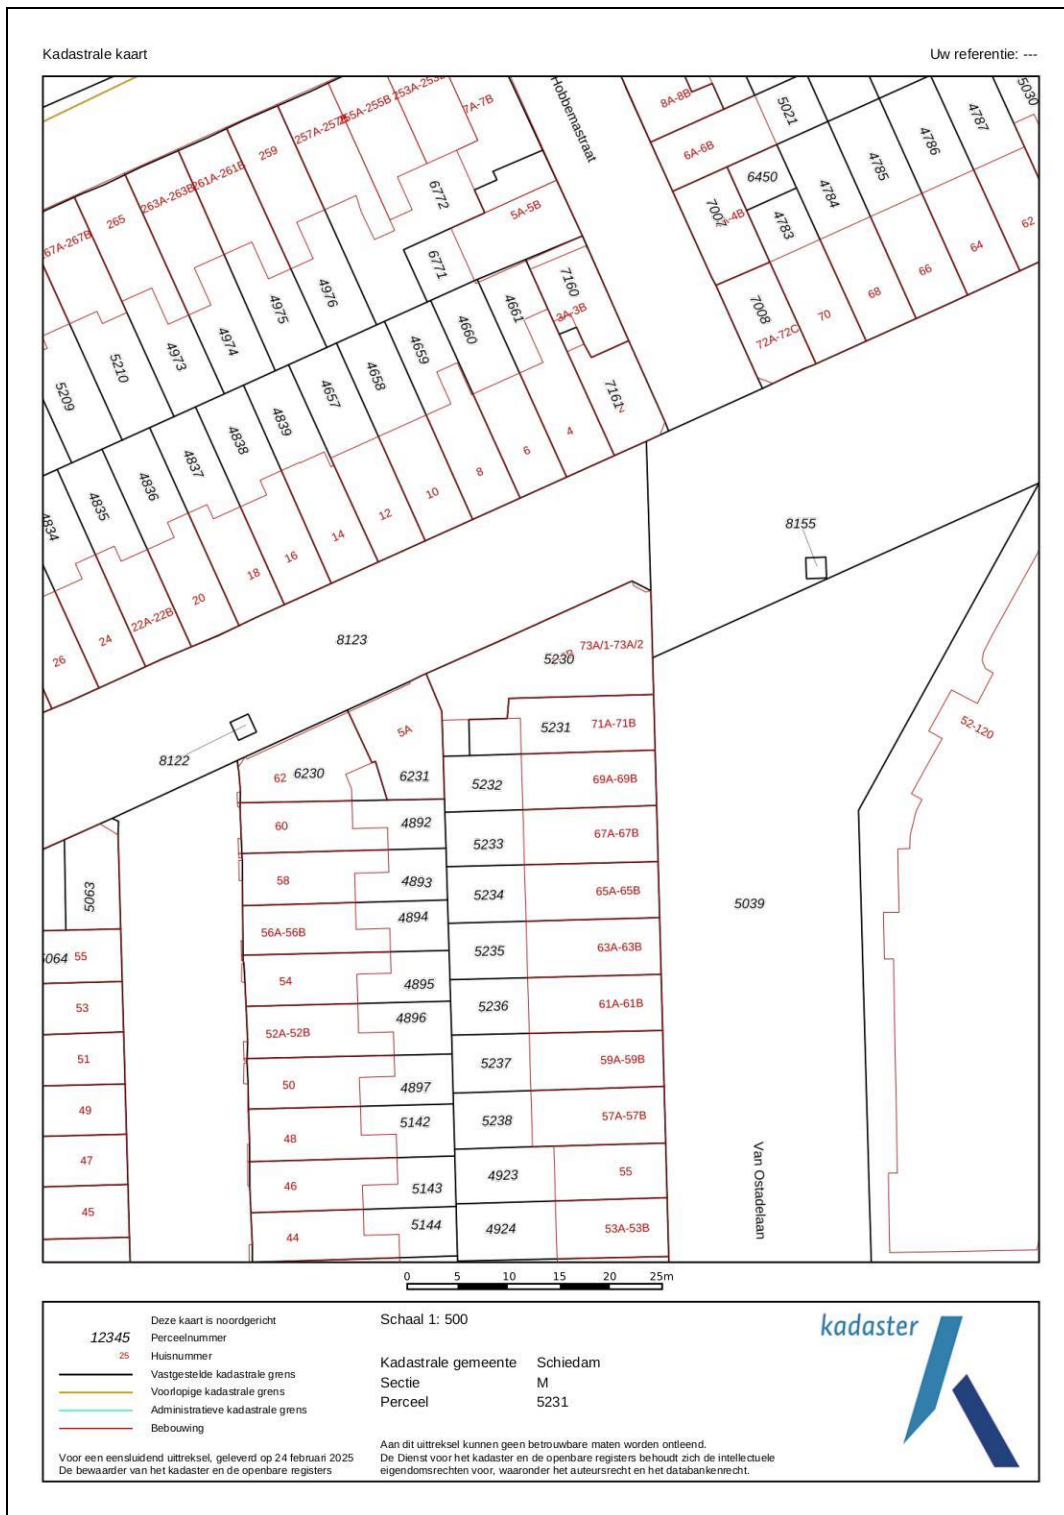 Kadastrale kaart
Uw referentie: ---
Hobbemastraat
253A-253B
255A-255B
257A-257B
259
261A-261B
263A-263B
265
7A-7B
8A-8B
6A-6B
5021
5030
4787
4786
4785
4784
6450
4783
62
64
66
68
70
7008
72A-72C
6772
5A-5B
6771
7160
3A-3B
4661
4660
4659
4658
4657
4839
4838
4837
4836
4835
4834
4976
4975
4974
4973
5210
5209
7161
2
4
6
8
10
12
14
16
18
20
22A-22B
24
26
8155
8123
8122
73A/1-73A/2
5230
5231
71A-71B
5A
62
6230
6231
5232
69A-69B
60
4892
5233
67A-67B
58
4893
5234
65A-65B
5063
56A-56B
4894
5235
63A-63B
5039
52-120
55
54
4895
5236
61A-61B
53
52A-52B
4896
5237
59A-59B
51
50
4897
5238
57A-57B
49
48
5142
4923
55
47
46
5143
45
44
5144
4924
53A-53B
Van Ostadelaan
0 5 10 15 20 25m
Deze kaart is noordgericht
12345 Perceelnummer
25 Huisnummer
Vastgestelde kadastrale grens
Voorlopige kadastrale grens
Administratieve kadastrale grens
Bebouwing
Voor een eensluidend uittreksel, geleverd op 24 februari 2025
De bewaarder van het kadaster en de openbare registers
Schaal 1: 500
Kadastrale gemeente Schiedam
Sectie M
Perceel 5231
Aan dit uittreksel kunnen geen betrouwbare maten worden ontleend.
De Dienst voor het kadaster en de openbare registers behoudt zich de intellectuele
eigendomsrechten voor, waaronder het auteursrecht en het databankenrecht.
kadaster